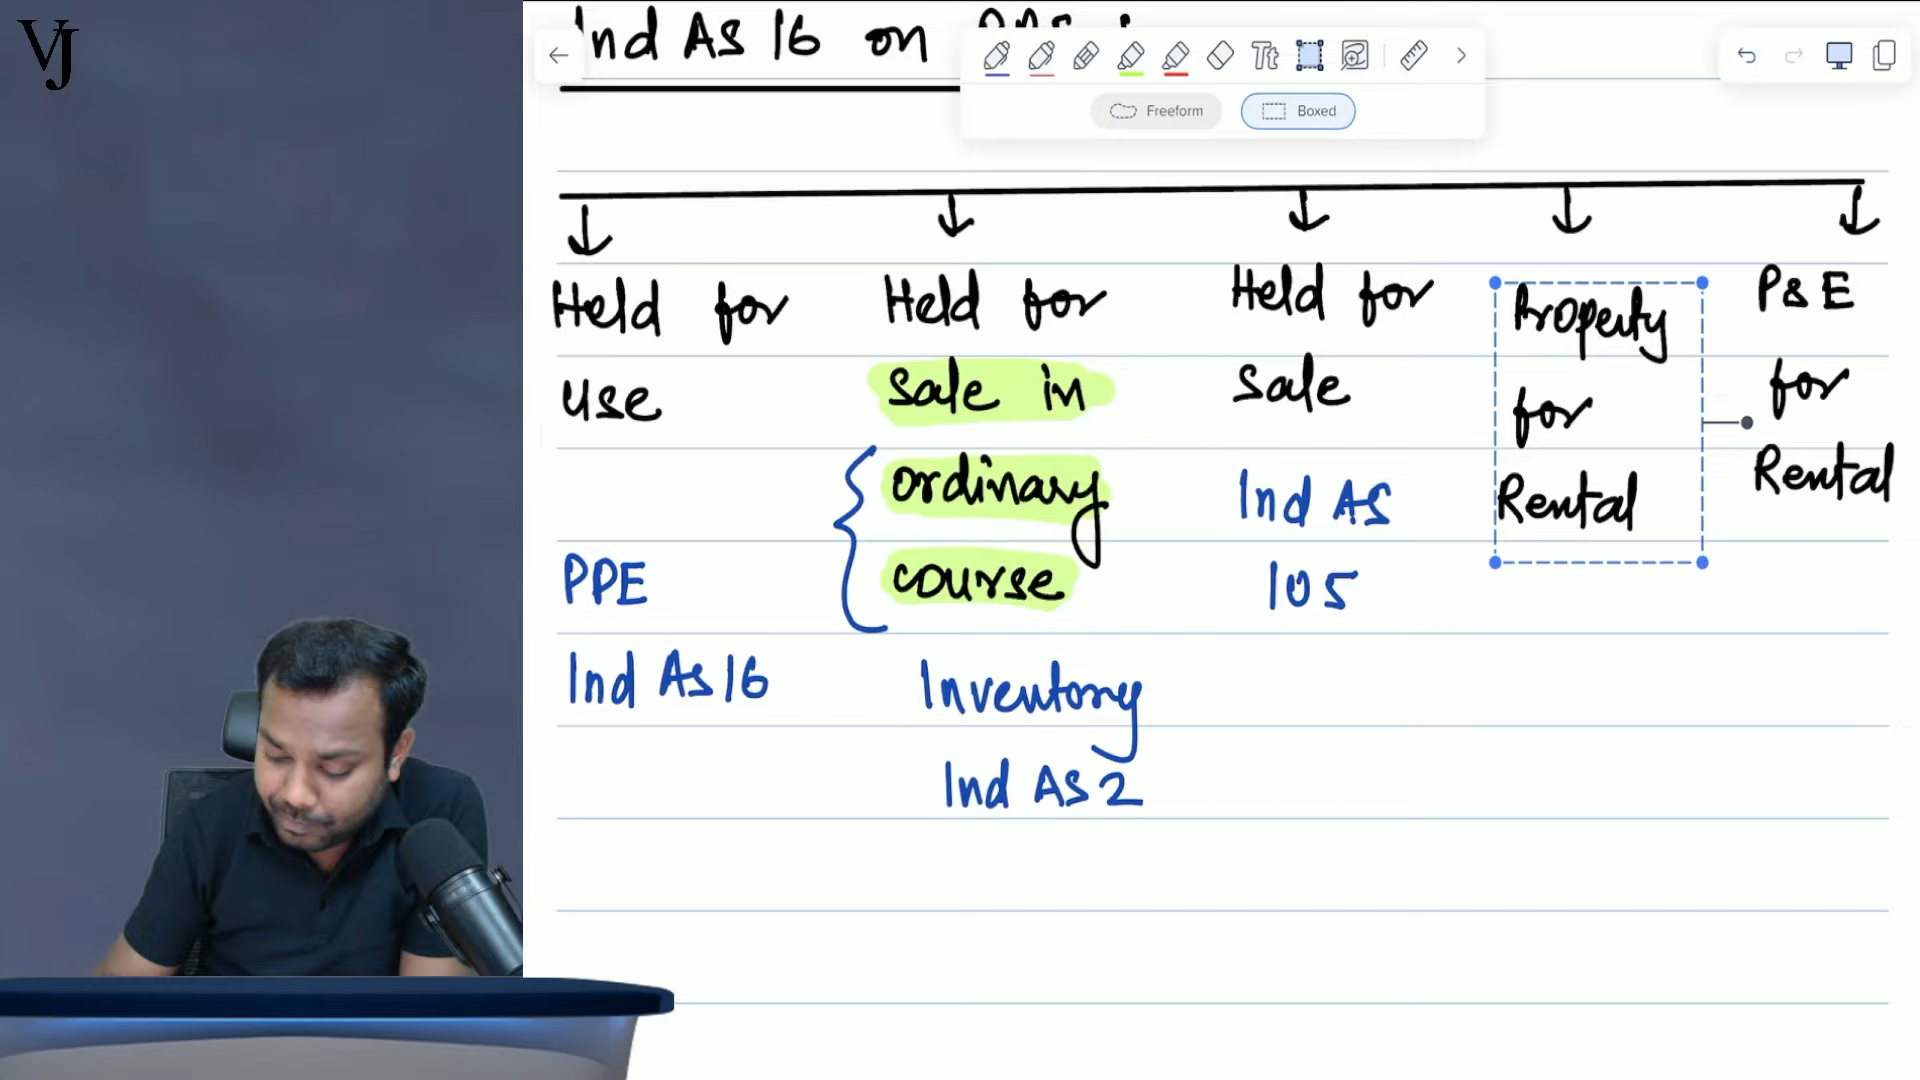 VJ
Ind AS 16 on
Tt
Freeform
Boxed
Held for
use
PPE
Ind AS 16
Held for
sale in
ordinary
course
Inventory
Ind AS 2
Held for
sale
Ind AS
105
Property
for
Rental
P&E
for
Rental